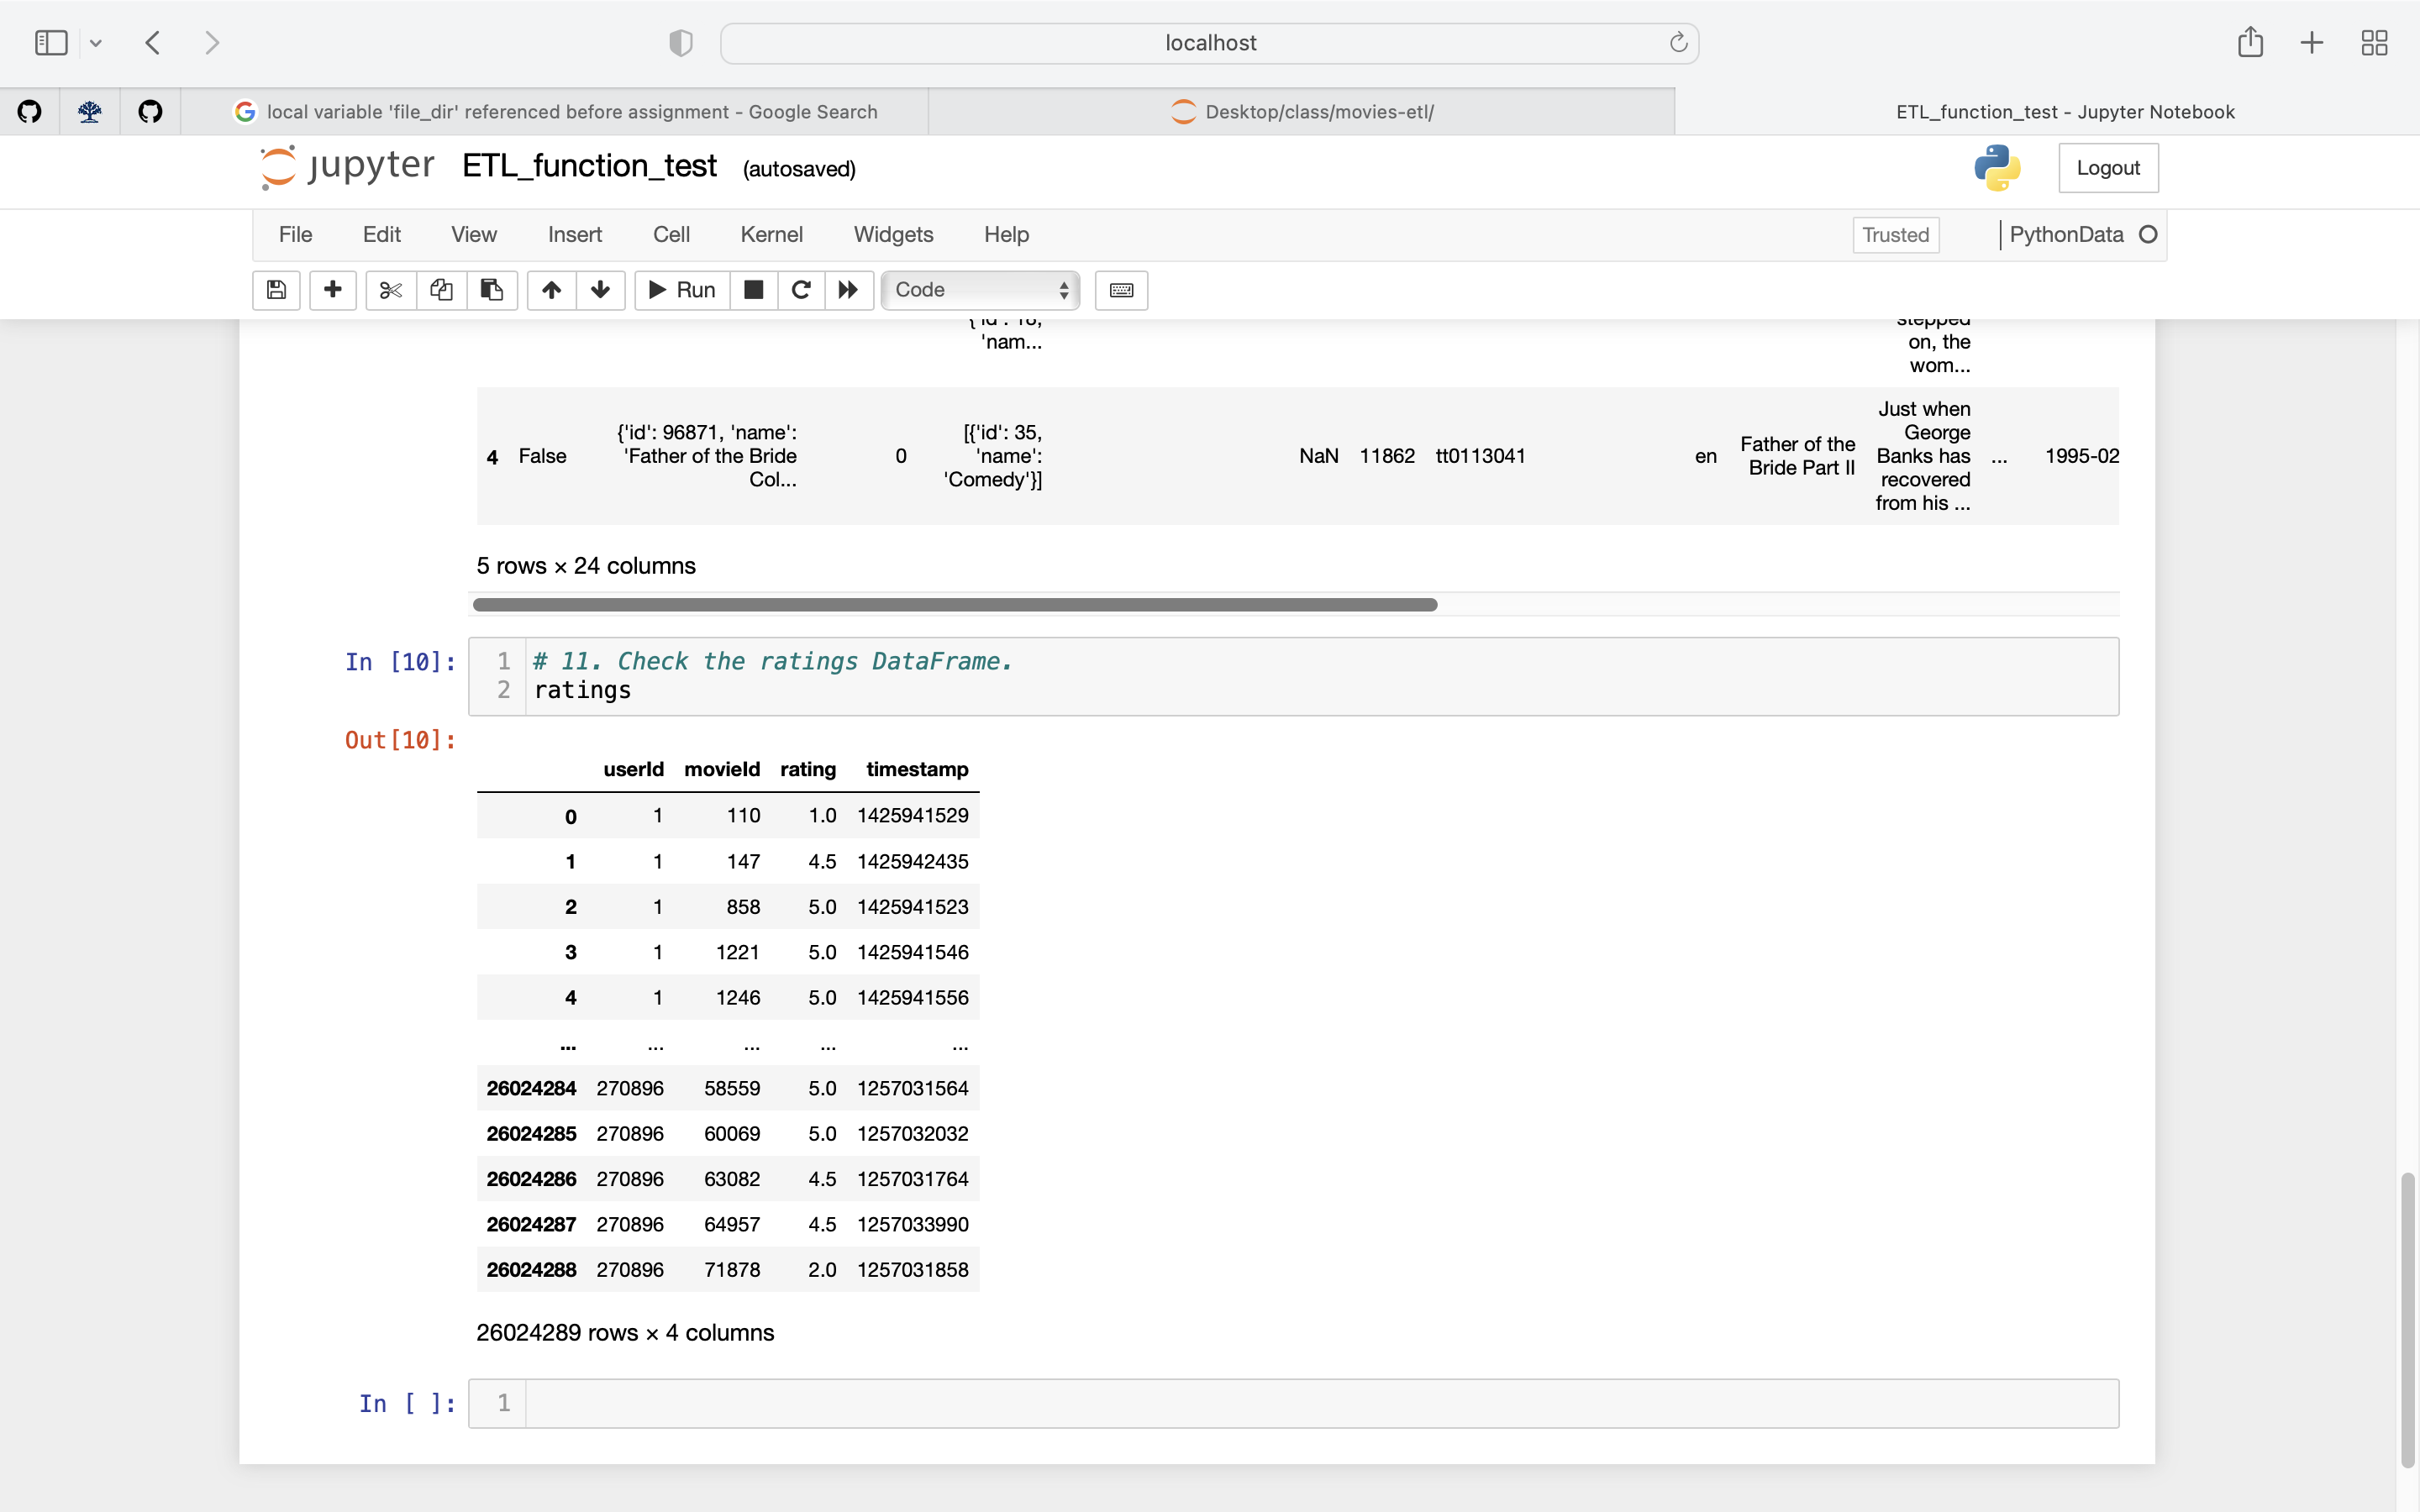 localhost
local variable 'file_dir' referenced before assignment - Google Search
Desktop/class/movies-etl/
ETL_function_test - Jupyter Notebook
jupyter ETL_function_test (autosaved)
Logout
File Edit View Insert Cell Kernel Widgets Help
Trusted
PythonData
Run
Code
{'id': 18,
'nam...
stepped
on, the
wom...
4 False
{'id': 96871, 'name':
'Father of the Bride
Col...
0
[{'id': 35,
'name':
'Comedy'}]
NaN 11862 tt0113041
en
Father of the
Bride Part II
Just when
George
Banks has
recovered
from his ...
...
1995-02
5 rows × 24 columns
In [10]:
1 # 11. Check the ratings DataFrame.
2 ratings
Out[10]:
userId movieId rating timestamp
0 1 110 1.0 1425941529
1 1 147 4.5 1425942435
2 1 858 5.0 1425941523
3 1 1221 5.0 1425941546
4 1 1246 5.0 1425941556
... ... ... ... ...
26024284 270896 58559 5.0 1257031564
26024285 270896 60069 5.0 1257032032
26024286 270896 63082 4.5 1257031764
26024287 270896 64957 4.5 1257033990
26024288 270896 71878 2.0 1257031858
26024289 rows × 4 columns
In [ ]:
1